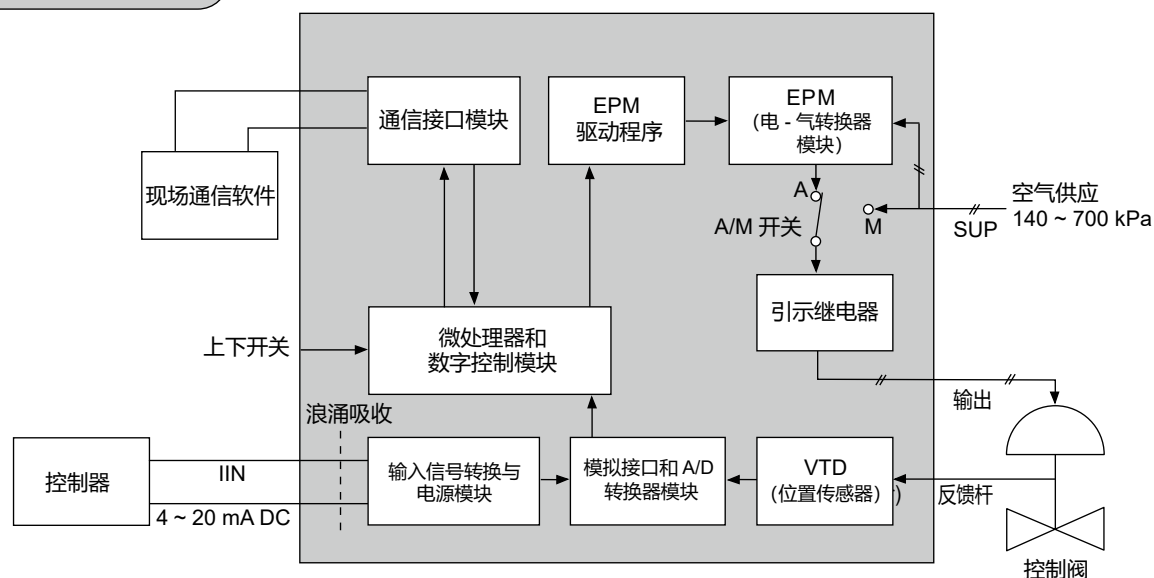 通信接口模块
EPM
驱动程序
EPM
(电 - 气转换器
模块)
现场通信软件
A
A/M 开关
M
SUP
空气供应
140 ~ 700 kPa
引示继电器
上下开关
微处理器和
数字控制模块
输出
浪涌吸收
控制器
IIN
4 ~ 20 mA DC
输入信号转换与
电源模块
模拟接口和 A/D
转换器模块
VTD
(位置传感器)
反馈杆
控制阀